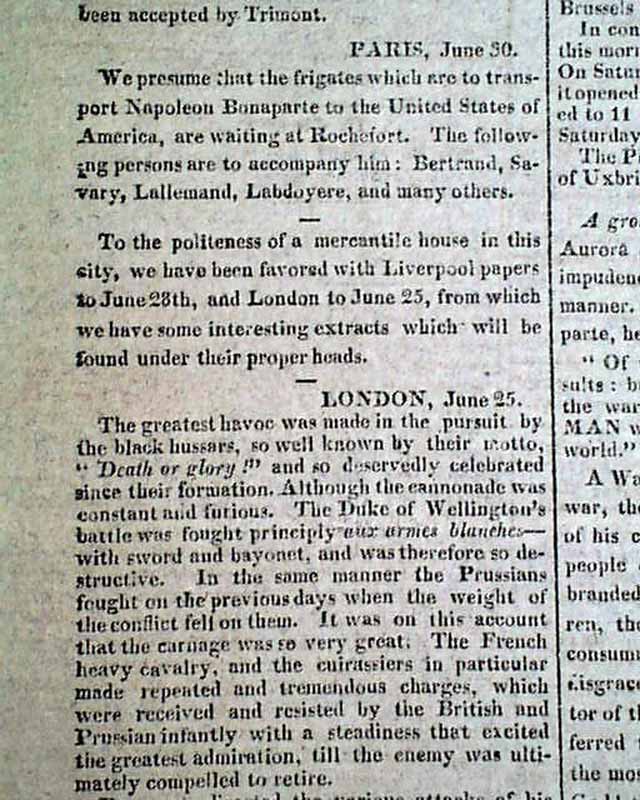 been accepted by Trimont.
PARIS, June 30.
We presume that the frigates which are to trans-
port Napoleon Bonaparte to the United States of
America, are waiting at Rochefort. The follow-
ing persons are to accompany him: Bertrand, Sa-
vary, Lallemand, Labdoyere, and many others.
To the politeness of a mercantile house in this
city, we have been favored with Liverpool papers
to June 28th, and London to June 25, from which
we have some interesting extracts which will be
found under their proper heads.
LONDON, June 25.
The greatest havoc was made in the pursuit by
the black hussars, so well known by their motto,
" Death or glory !" and so deservedly celebrated
since their formation. Although the cannonade was
constant and furious. The Duke of Wellington's
battle was fought principly aux armes blanches—
with sword and bayonet, and was therefore so de-
structive. In the same manner the Prussians
fought on the previous days when the weight of
the conflict fell on them. It was on this account
that the carnage was so very great. The French
heavy cavalry, and the cuirassiers in particular
made repeated and tremendous charges, which
were received and resisted by the British and
Prussian infantly with a steadiness that excited
the greatest admiration, till the enemy was ulti-
mately compelled to retire.
the various attacks of his
Brussels
In con
this morn
On Satur
it opened
ed to 11
Saturday
The P
of Uxbri
A gro
Aurora
impudenc
manner.
parte, he
" Of
sults : b
the war
MAN w
world."
A Wa
war, the
of his c
people
branded
ren, the
consum
disgrace
tor of th
ferred t
the mos